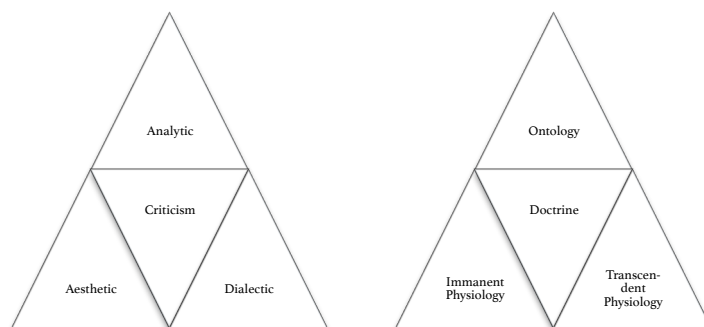 Analytic
Criticism
Aesthetic
Dialectic
Ontology
Doctrine
Immanent
Physiology
Transcen-
dent
Physiology